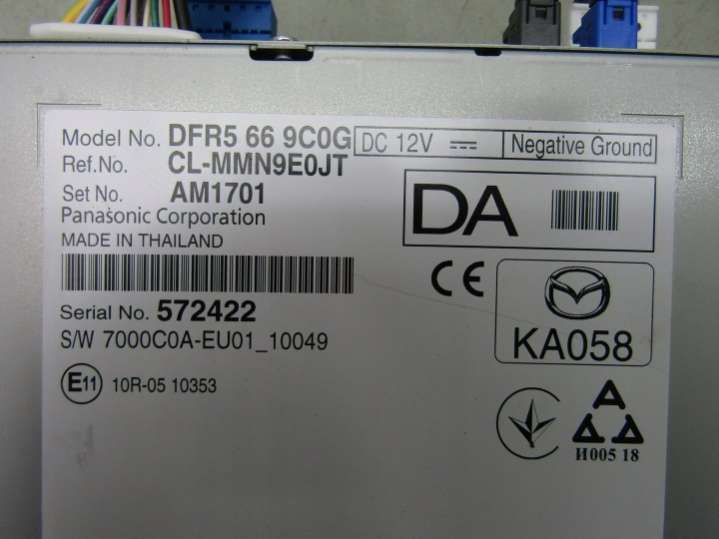 Model No. DFR5 66 9C0G DC 12V ⎓ Negative Ground
Ref.No. CL-MMN9E0JT
Set No. AM1701
Panasonic Corporation
MADE IN THAILAND
DA
Serial No. 572422
S/W 7000C0A-EU01_10049
E11 10R-05 10353
CE
KA058
И005 18